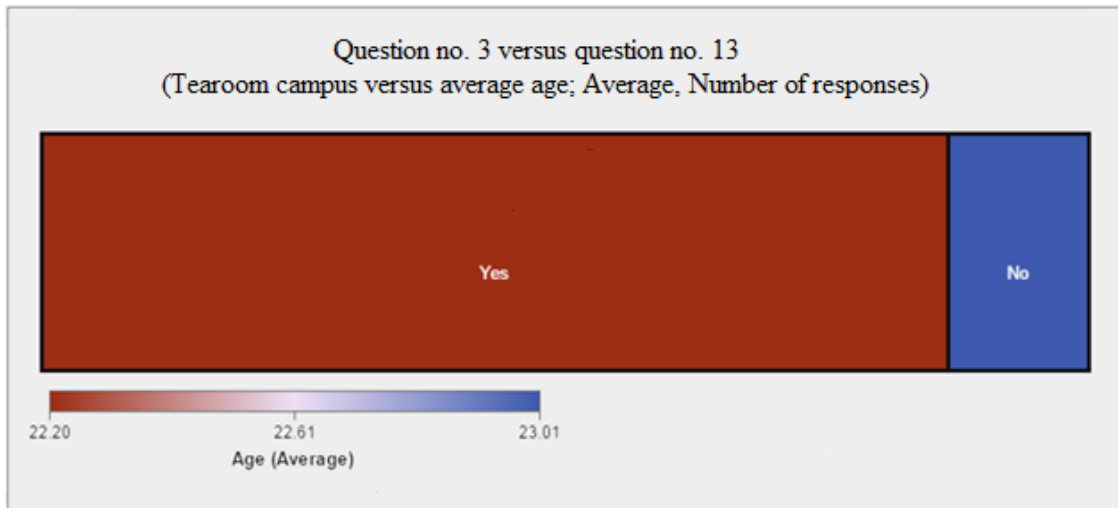 Question no. 3 versus question no. 13
(Tearoom campus versus average age; Average, Number of responses)
Yes
No
22.20 22.61 23.01
Age (Average)